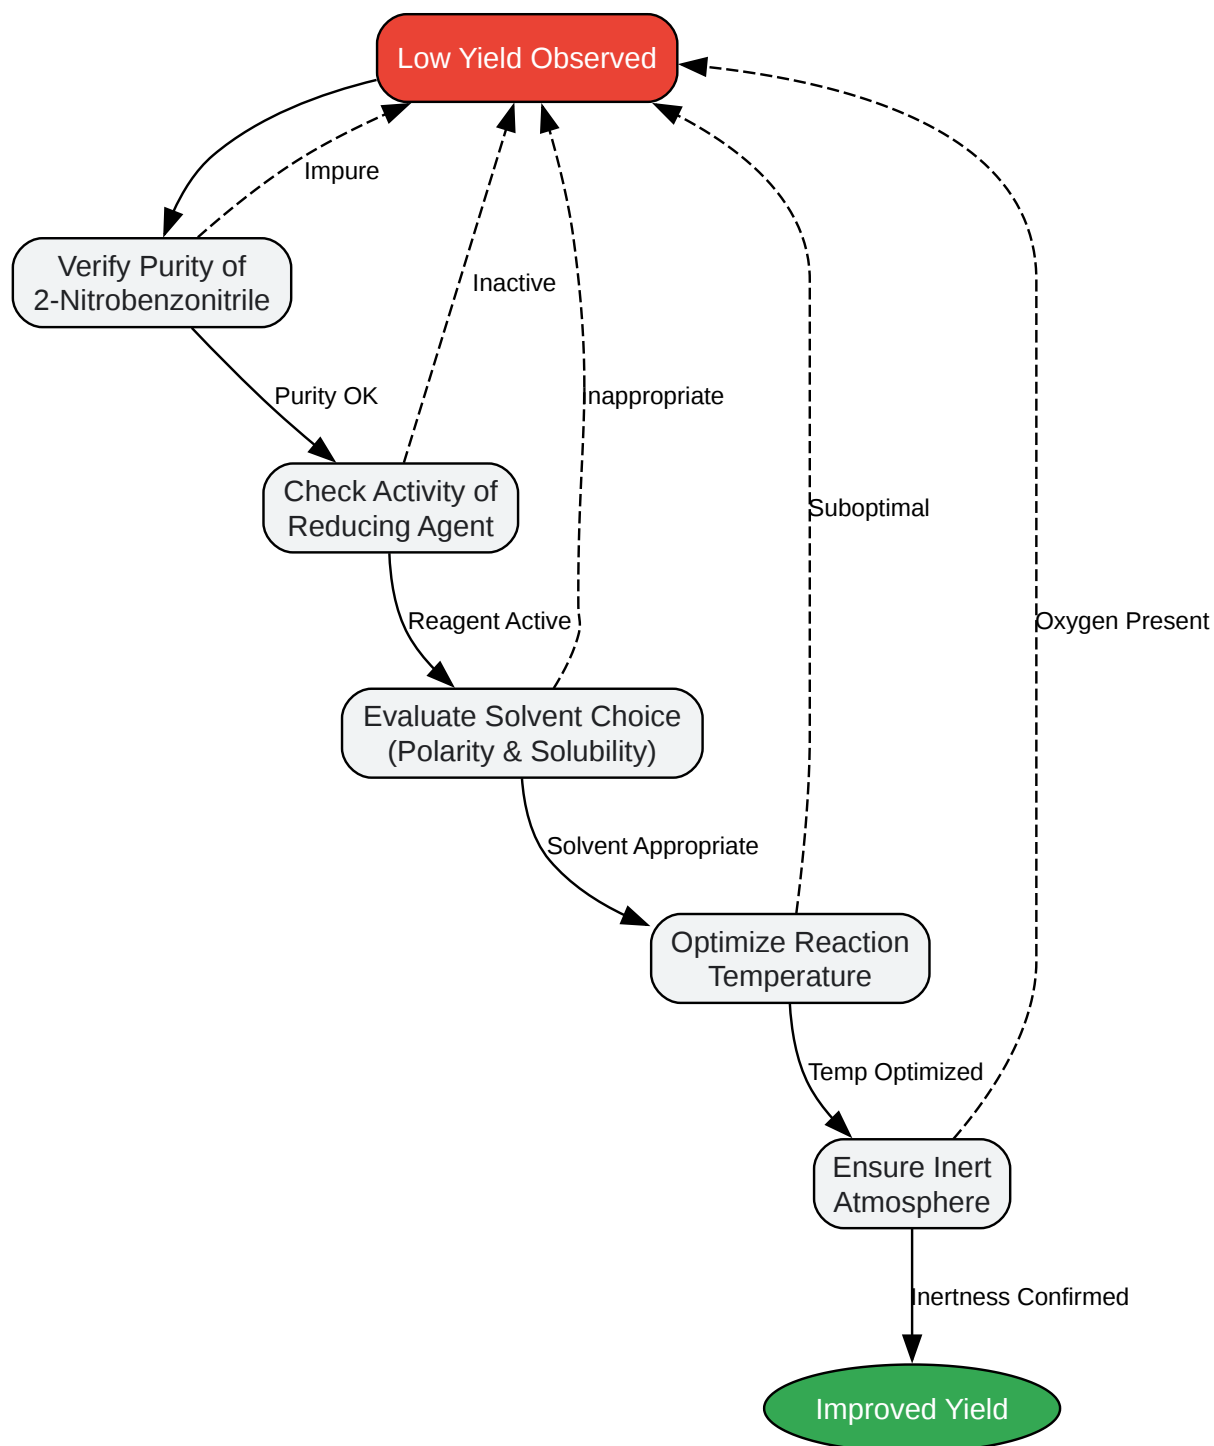 Low Yield Observed
Impure
Verify Purity of
2-Nitrobenzonitrile
Inactive
Purity OK
Inappropriate
Check Activity of
Reducing Agent
Suboptimal
Reagent Active
Oxygen Present
Evaluate Solvent Choice
(Polarity & Solubility)
Solvent Appropriate
Optimize Reaction
Temperature
Temp Optimized
Ensure Inert
Atmosphere
Inertness Confirmed
Improved Yield